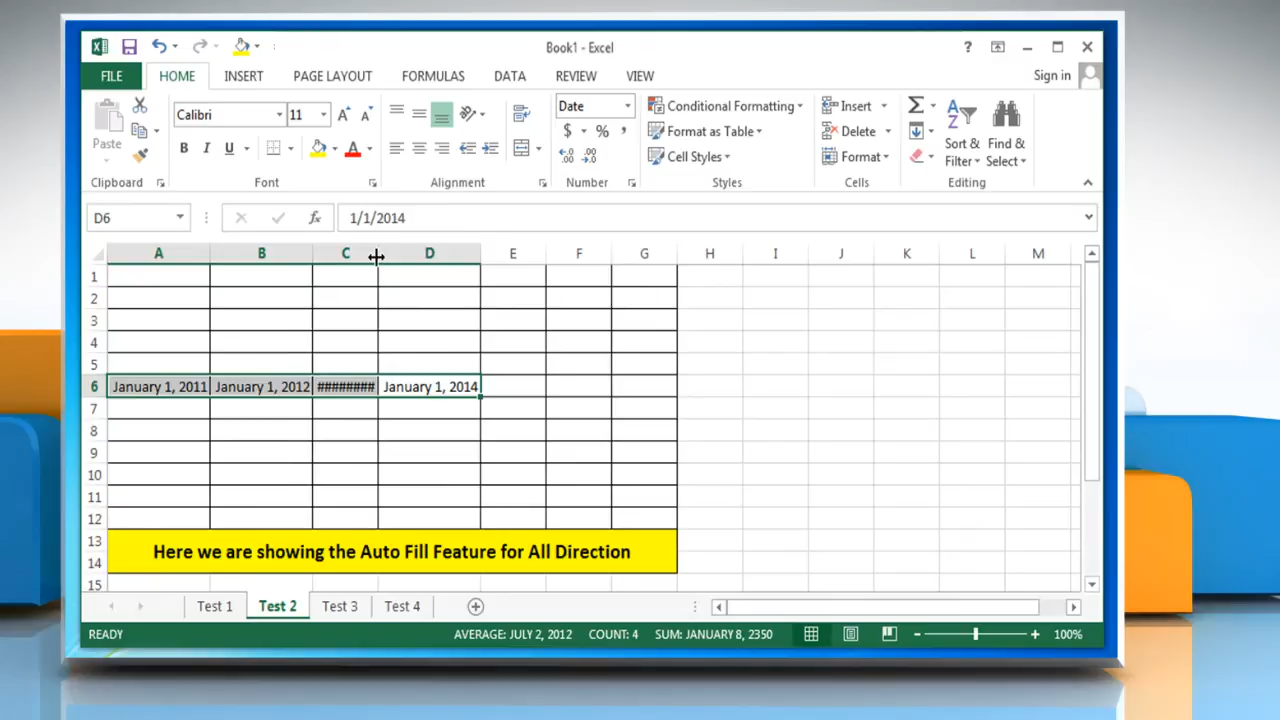 Book1 - Excel
?
FILE HOME INSERT PAGE LAYOUT FORMULAS DATA REVIEW VIEW Sign in
Calibri 11 Date Conditional Formatting Insert
Paste $ % , Format as Table Delete Sort & Find &
B I U A Cell Styles Format Filter Select
Clipboard Font Alignment Number Styles Cells Editing
D6 fx 1/1/2014
A B C D E F G H I J K L M
1
2
3
4
5
6 January 1, 2011 January 1, 2012 ######## January 1, 2014
7
8
9
10
11
12
13
Here we are showing the Auto Fill Feature for All Direction
14
15
Test 1 Test 2 Test 3 Test 4
READY AVERAGE: JULY 2, 2012 COUNT: 4 SUM: JANUARY 8, 2350 100%